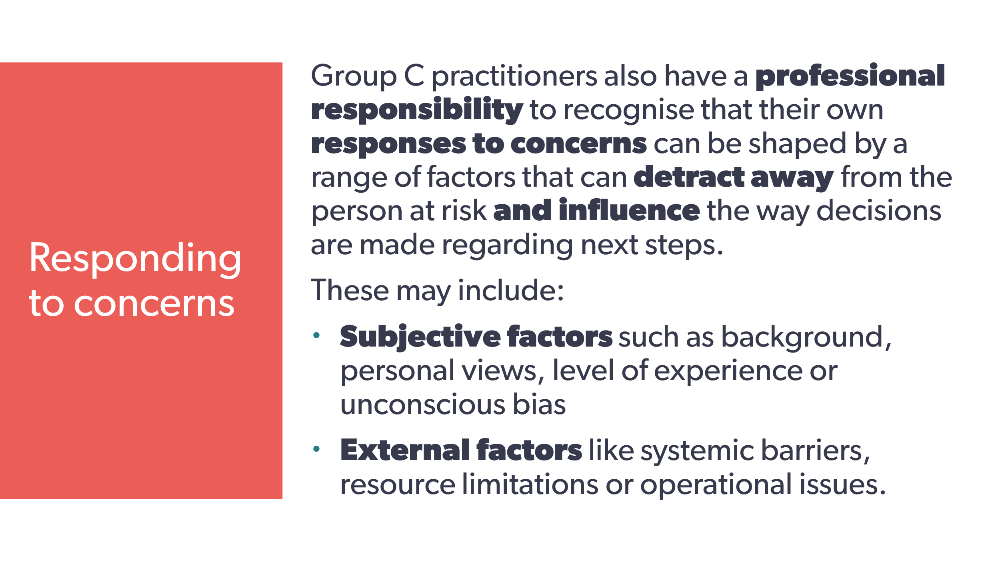 Responding
to concerns
Group C practitioners also have a professional
responsibility to recognise that their own
responses to concerns can be shaped by a
range of factors that can detract away from the
person at risk and influence the way decisions
are made regarding next steps.
These may include:
• Subjective factors such as background,
personal views, level of experience or
unconscious bias
• External factors like systemic barriers,
resource limitations or operational issues.